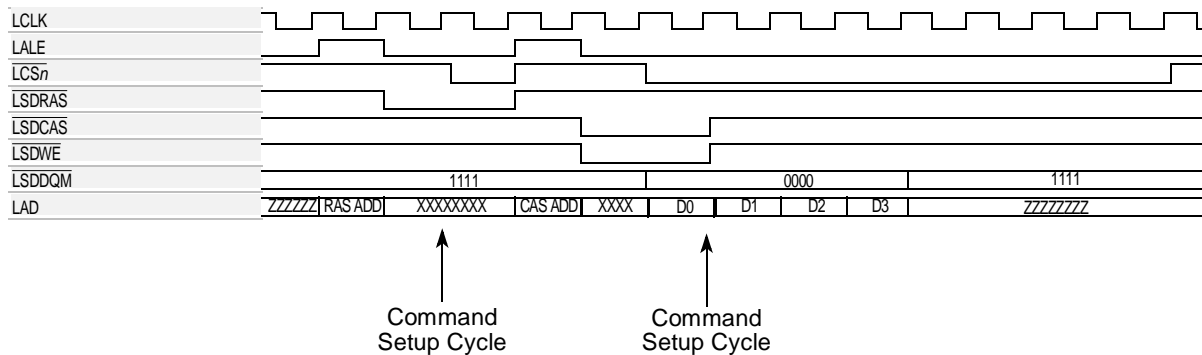 LCLK
LALE
LCSn
LSDRAS
LSDCAS
LSDWE
LSDDQM 1111 0000 1111
LAD ZZZZZZ RAS ADD XXXXXXXX CAS ADD XXXX D0 D1 D2 D3 ZZZZZZZZ
Command Command
Setup Cycle Setup Cycle